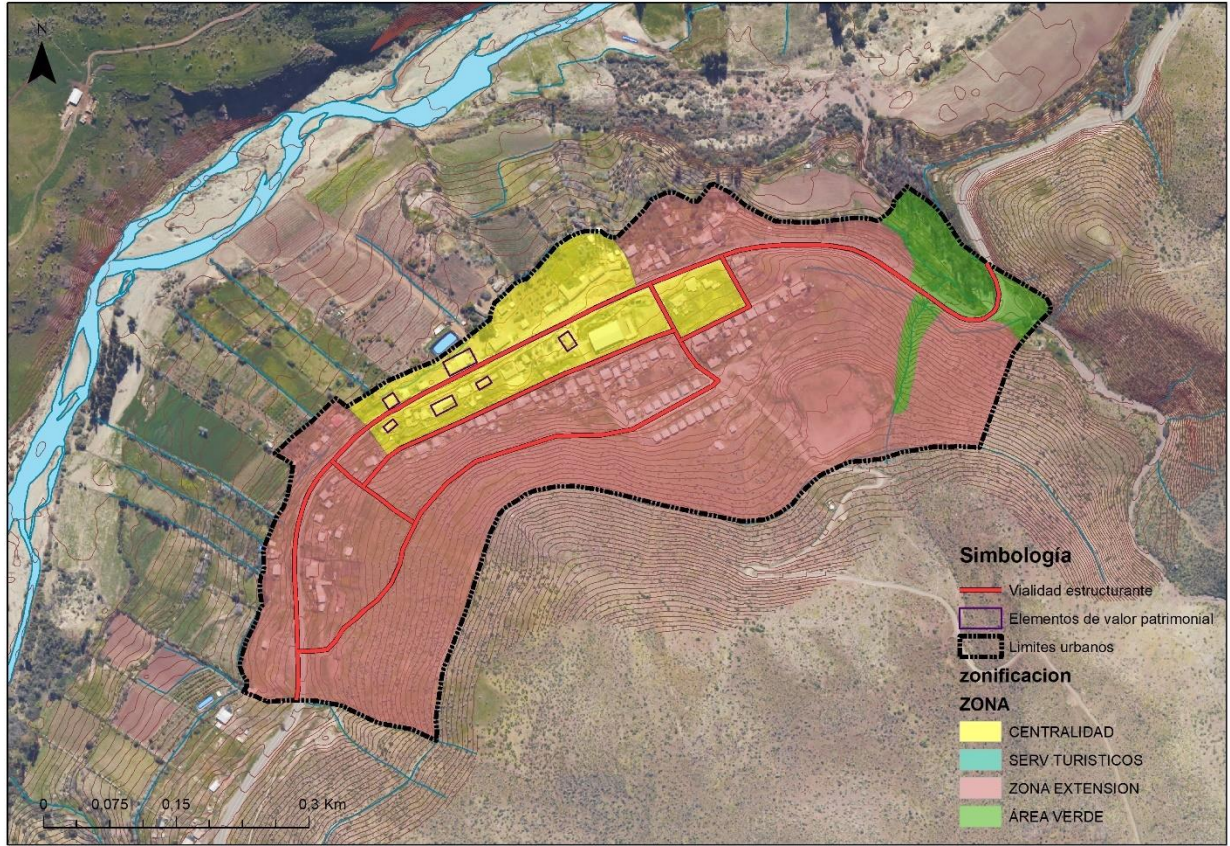 N
Simbología
Vialidad estructurante
Elementos de valor patrimonial
Limites urbanos
zonificacion
ZONA
CENTRALIDAD
SERV TURISTICOS
ZONA EXTENSION
ÁREA VERDE
0 0,075 0,15 0,3 Km